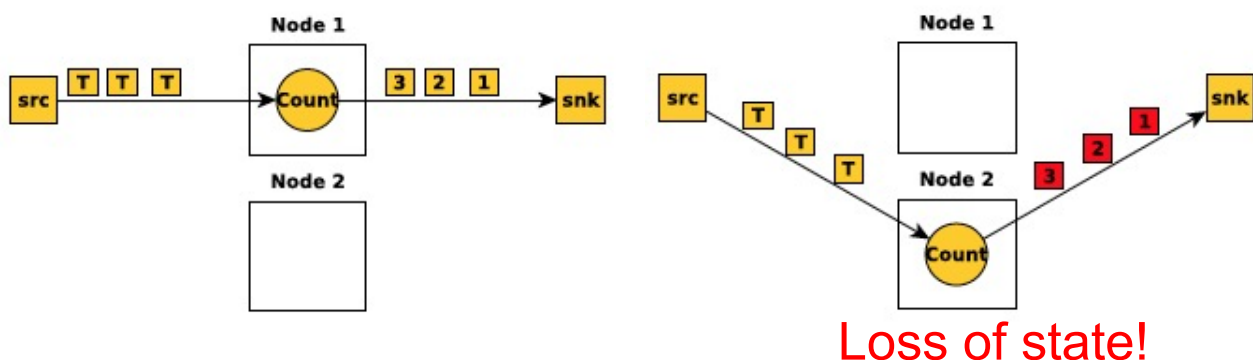 Node 1
src T T T Count 3 2 1 snk
Node 2
Node 1
src T T T 3 2 1 snk
Node 2
Count
Loss of state!